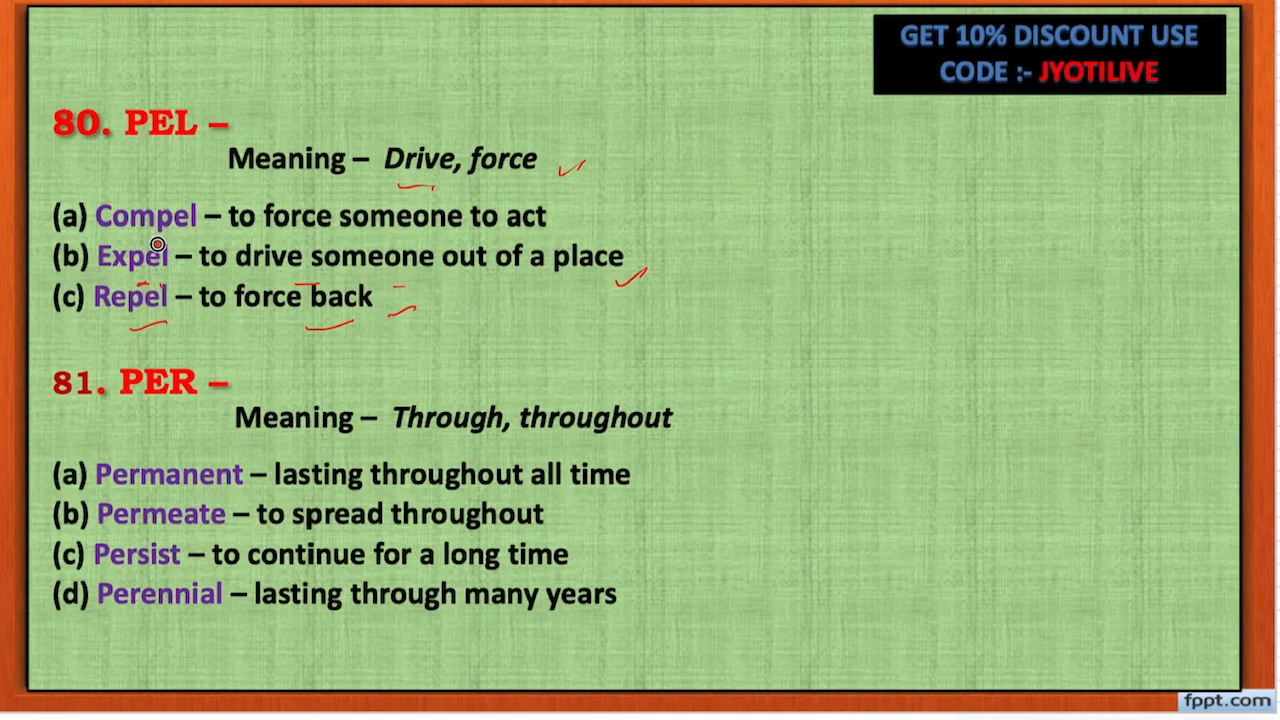 GET 10% DISCOUNT USE
CODE :- JYOTILIVE
80. PEL –
Meaning – Drive, force
(a) Compel – to force someone to act
(b) Expel – to drive someone out of a place
(c) Repel – to force back
81. PER –
Meaning – Through, throughout
(a) Permanent – lasting throughout all time
(b) Permeate – to spread throughout
(c) Persist – to continue for a long time
(d) Perennial – lasting through many years
fppt.com